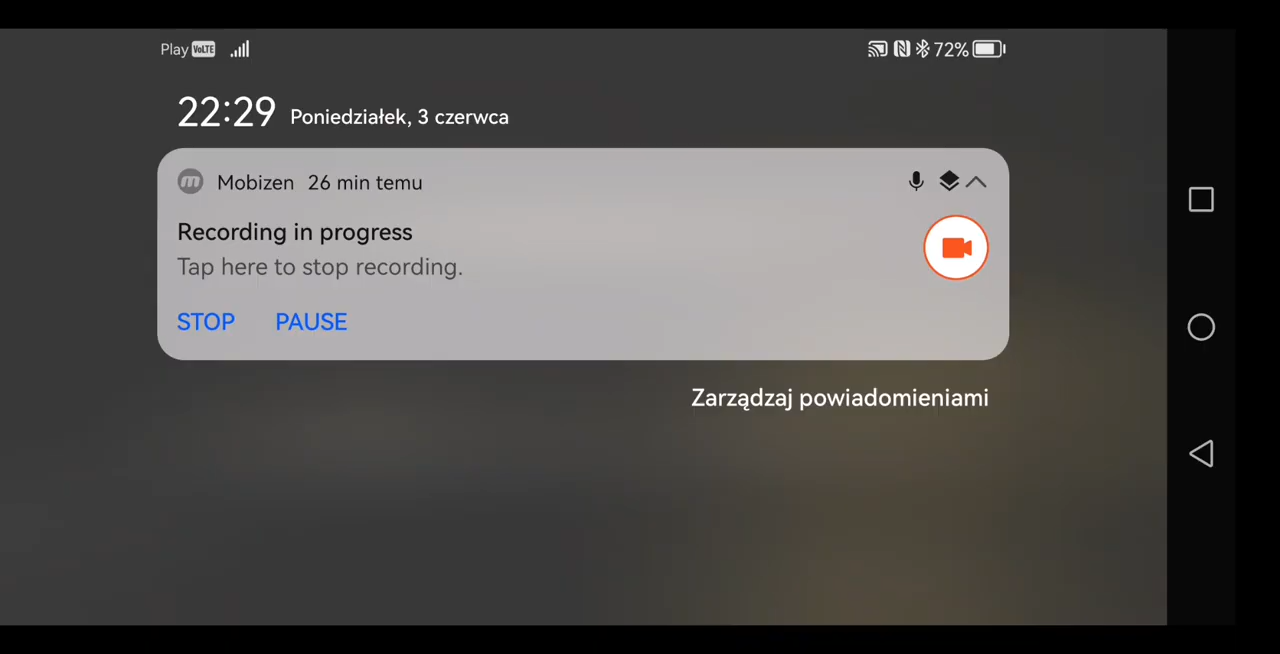 Play VoLTE 72%
22:29 Poniedziałek, 3 czerwca
m Mobizen 26 min temu
Recording in progress
Tap here to stop recording.
STOP PAUSE
Zarządzaj powiadomieniami